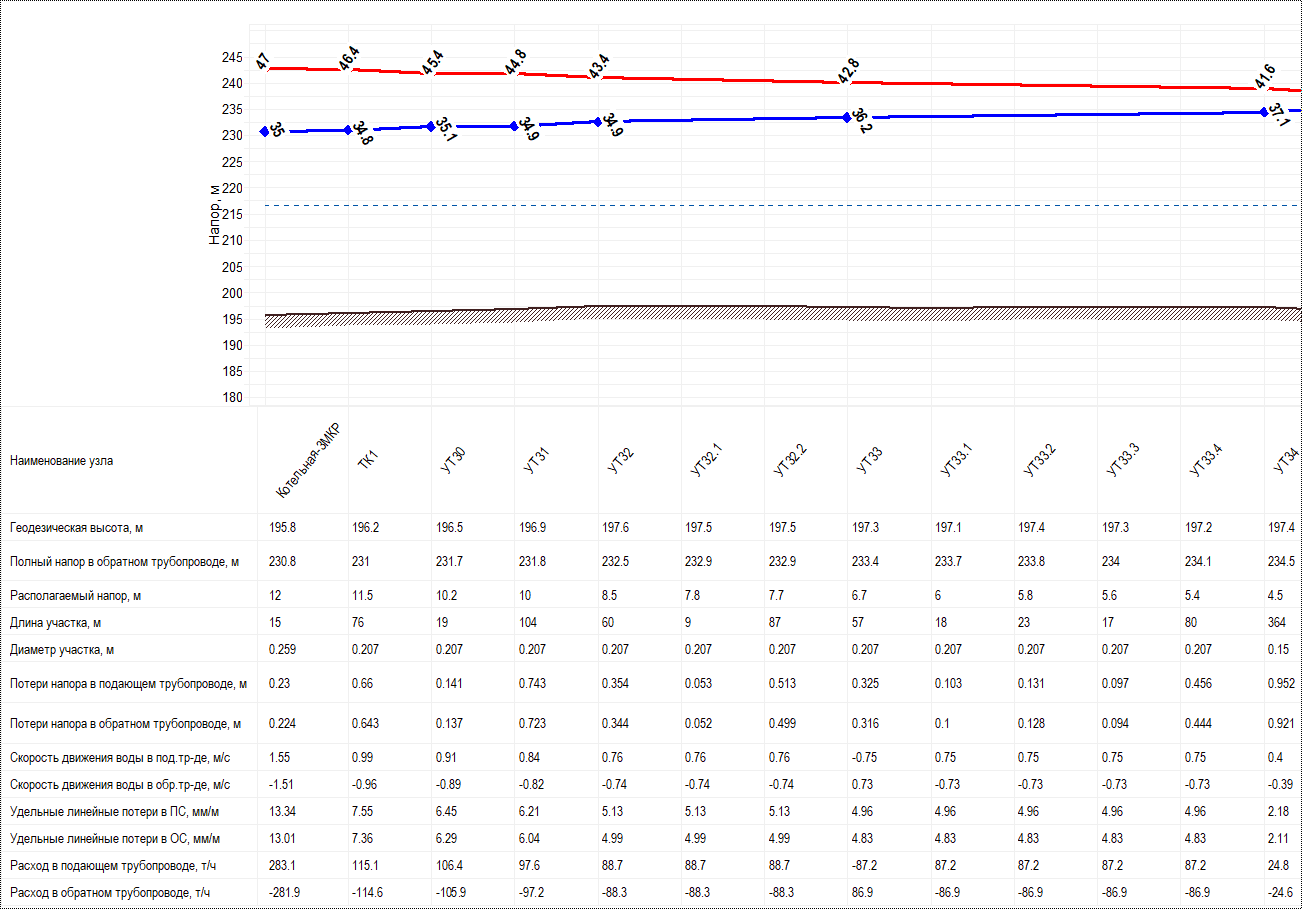 47 46.4 45.4 44.8 43.4 42.8 41.6
35 34.8 35.1 34.9 34.9 36.2 37.1
Напор, м
245
240
235
230
225
220
215
210
205
200
195
190
185
180
Наименование узла Котельная-3МКР ТК1 УТ30 УТ31 УТ32 УТ32.1 УТ32.2 УТ33 УТ33.1 УТ33.2 УТ33.3 УТ33.4 УТ34
Геодезическая высота, м 195.8 196.2 196.5 196.9 197.6 197.5 197.5 197.3 197.1 197.4 197.3 197.2 197.4
Полный напор в обратном трубопроводе, м 230.8 231 231.7 231.8 232.5 232.9 232.9 233.4 233.7 233.8 234 234.1 234.5
Располагаемый напор, м 12 11.5 10.2 10 8.5 7.8 7.7 6.7 6 5.8 5.6 5.4 4.5
Длина участка, м 15 76 19 104 60 9 87 57 18 23 17 80 364
Диаметр участка, м 0.259 0.207 0.207 0.207 0.207 0.207 0.207 0.207 0.207 0.207 0.207 0.207 0.15
Потери напора в подающем трубопроводе, м 0.23 0.66 0.141 0.743 0.354 0.053 0.513 0.325 0.103 0.131 0.097 0.456 0.952
Потери напора в обратном трубопроводе, м 0.224 0.643 0.137 0.723 0.344 0.052 0.499 0.316 0.1 0.128 0.094 0.444 0.921
Скорость движения воды в под.тр-де, м/с 1.55 0.99 0.91 0.84 0.76 0.76 0.76 -0.75 0.75 0.75 0.75 0.75 0.4
Скорость движения воды в обр.тр-де, м/с -1.51 -0.96 -0.89 -0.82 -0.74 -0.74 -0.74 0.73 -0.73 -0.73 -0.73 -0.73 -0.39
Удельные линейные потери в ПС, мм/м 13.34 7.55 6.45 6.21 5.13 5.13 5.13 4.96 4.96 4.96 4.96 4.96 2.18
Удельные линейные потери в ОС, мм/м 13.01 7.36 6.29 6.04 4.99 4.99 4.99 4.83 4.83 4.83 4.83 4.83 2.11
Расход в подающем трубопроводе, т/ч 283.1 115.1 106.4 97.6 88.7 88.7 88.7 -87.2 87.2 87.2 87.2 87.2 24.8
Расход в обратном трубопроводе, т/ч -281.9 -114.6 -105.9 -97.2 -88.3 -88.3 -88.3 86.9 -86.9 -86.9 -86.9 -86.9 -24.6